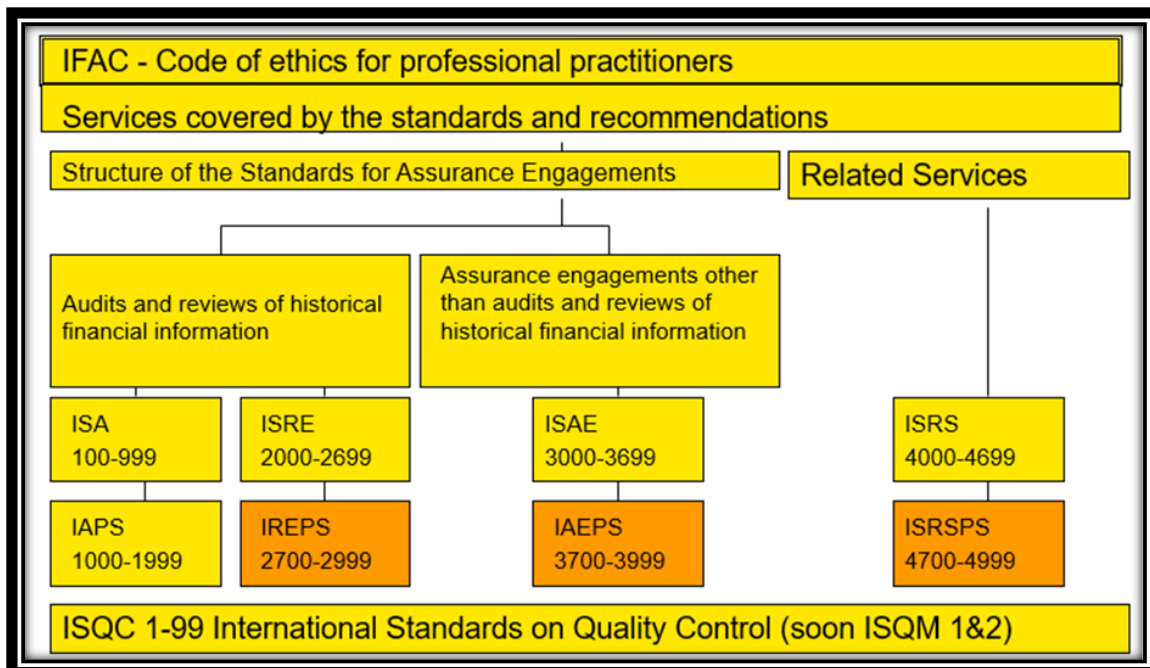 IFAC - Code of ethics for professional practitioners
Services covered by the standards and recommendations
Structure of the Standards for Assurance Engagements
Related Services
Audits and reviews of historical
financial information
Assurance engagements other
than audits and reviews of
historical financial information
ISA
100-999
ISRE
2000-2699
ISAE
3000-3699
ISRS
4000-4699
IAPS
1000-1999
IREPS
2700-2999
IAEPS
3700-3999
ISRSPS
4700-4999
ISQC 1-99 International Standards on Quality Control (soon ISQM 1&2)